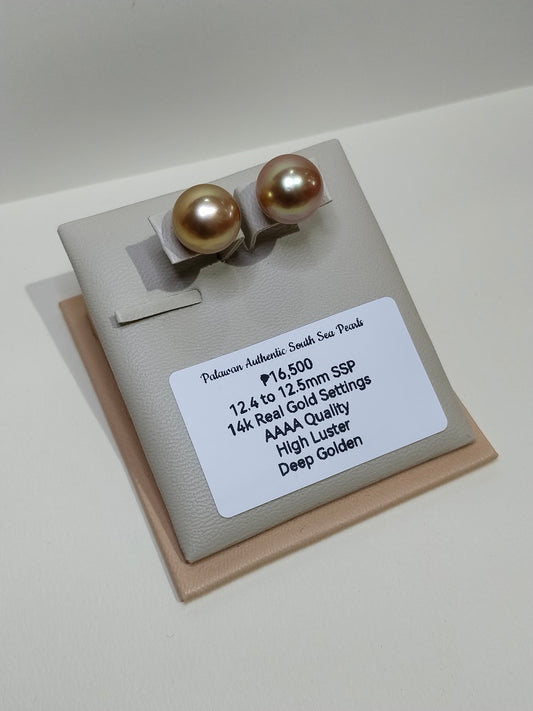 Palawan Authentic South Sea Pearls
₱16,500
12.4 to 12.5mm SSP
14k Real Gold Settings
AAAA Quality
High Luster
Deep Golden